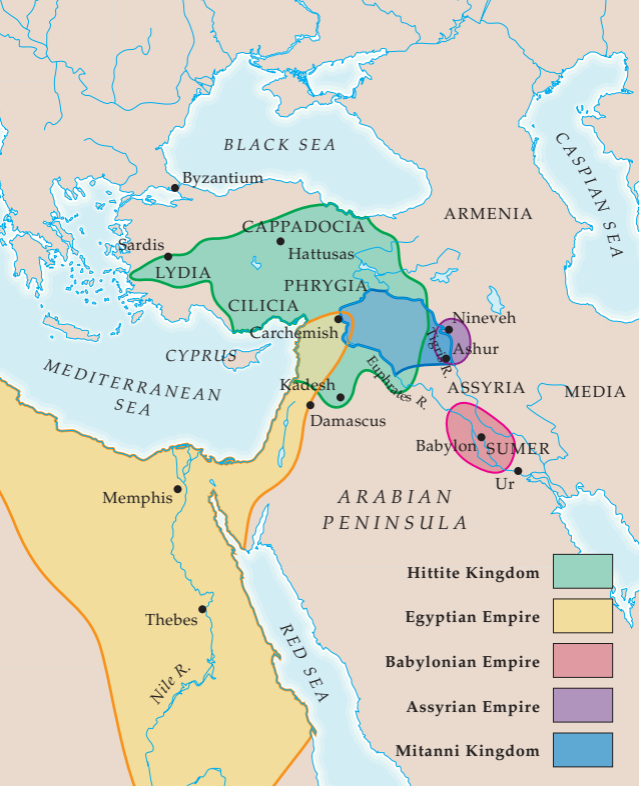 BLACK SEA
CASPIAN SEA
Byzantium
ARMENIA
CAPPADOCIA
Sardis
Hattusas
LYDIA
PHRYGIA
CILICIA
Nineveh
Carchemish
Tigris R.
Ashur
CYPRUS
MEDITERRANEAN
SEA
Kadesh
Euphrates R.
ASSYRIA
MEDIA
Damascus
Babylon
SUMER
Ur
Memphis
ARABIAN
PENINSULA
Thebes
Nile R.
RED SEA
Hittite Kingdom
Egyptian Empire
Babylonian Empire
Assyrian Empire
Mitanni Kingdom